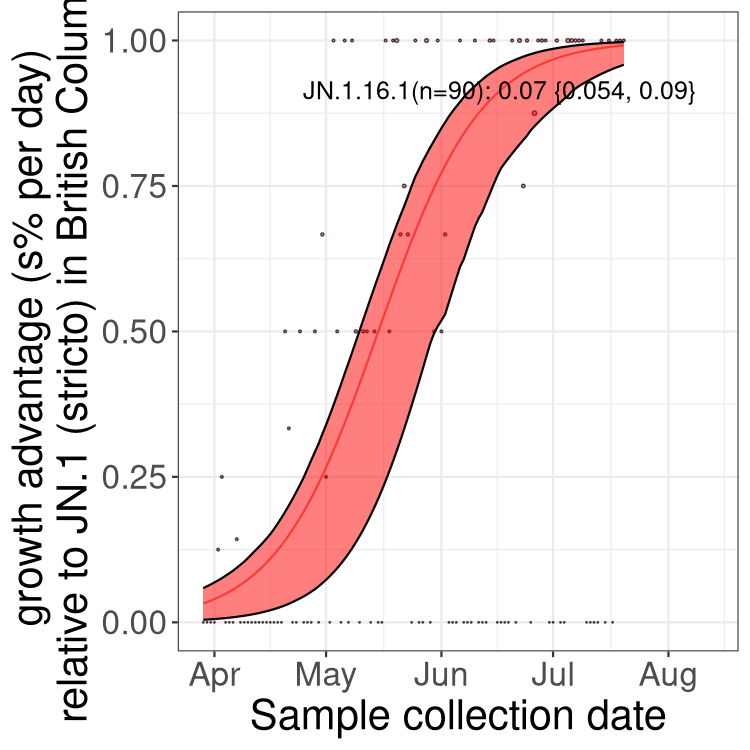 growth advantage (s% per day)
relative to JN.1 (stricto) in British Colum
1.00
0.75
0.50
0.25
0.00
JN.1.16.1(n=90): 0.07 {0.054, 0.09}
Apr May Jun Jul Aug
Sample collection date